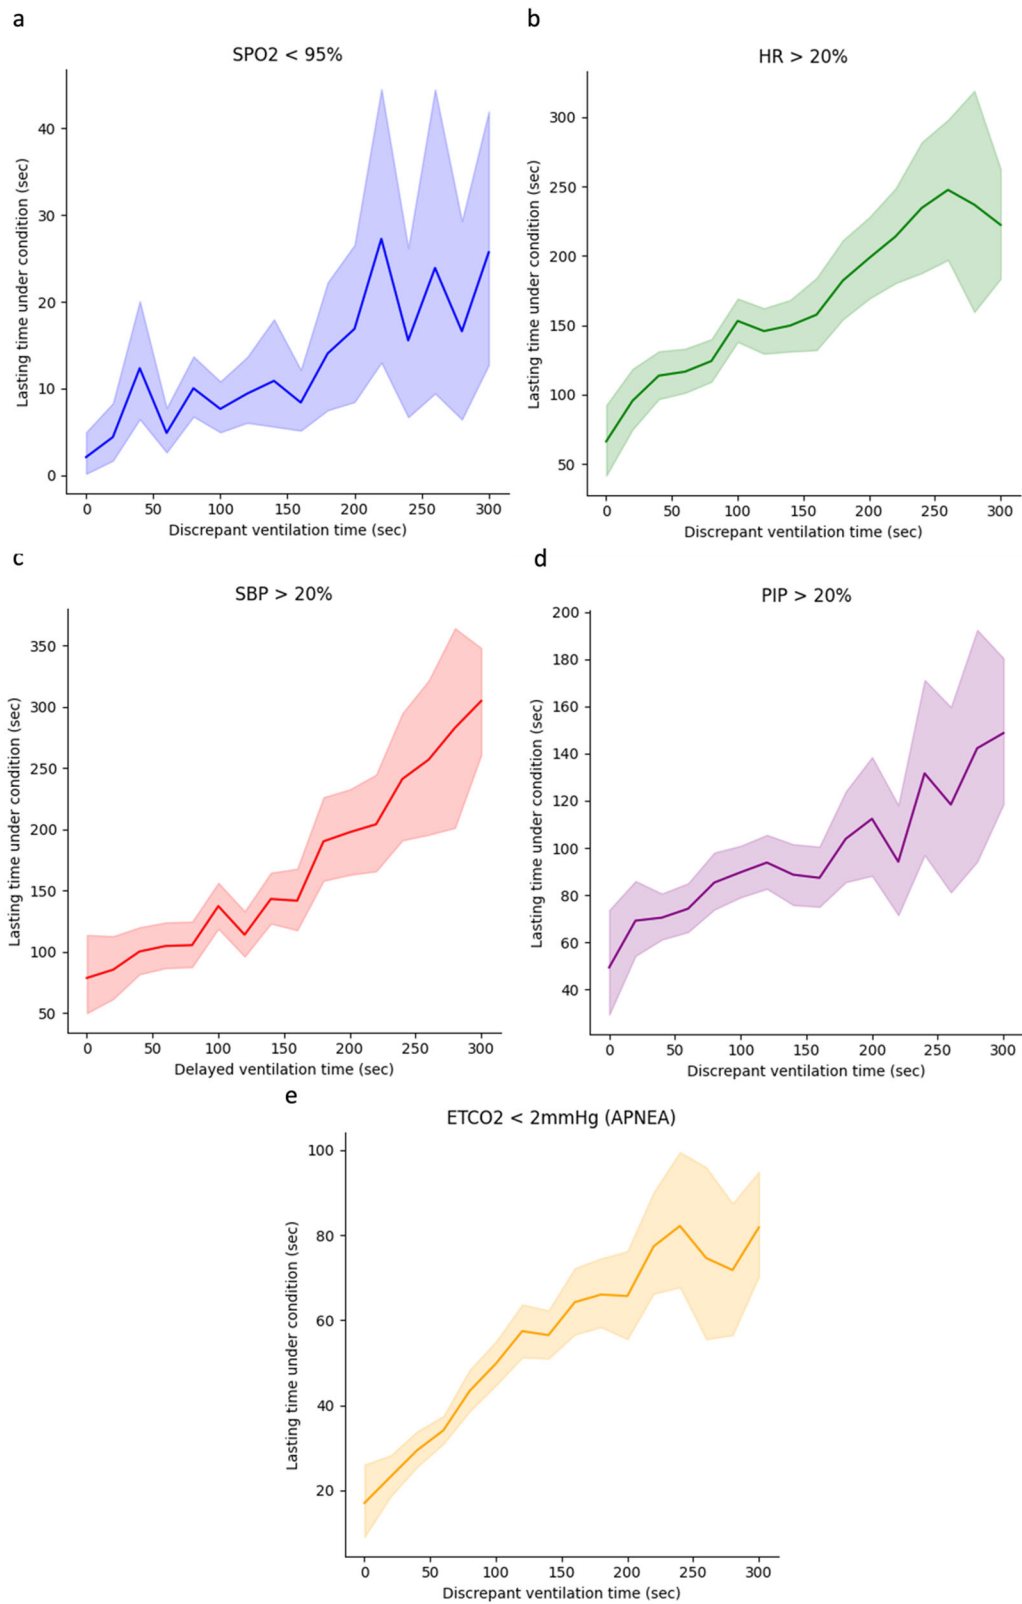 a
SPO2 < 95%
Lasting time under condition (sec)
40
30
20
10
0
0 50 100 150 200 250 300
Discrepant ventilation time (sec)
b
HR > 20%
Lasting time under condition (sec)
300
250
200
150
100
50
0 50 100 150 200 250 300
Discrepant ventilation time (sec)
c
SBP > 20%
Lasting time under condition (sec)
350
300
250
200
150
100
50
0 50 100 150 200 250 300
Delayed ventilation time (sec)
d
PIP > 20%
Lasting time under condition (sec)
200
180
160
140
120
100
80
60
40
0 50 100 150 200 250 300
Discrepant ventilation time (sec)
e
ETCO2 < 2mmHg (APNEA)
Lasting time under condition (sec)
100
80
60
40
20
0 50 100 150 200 250 300
Discrepant ventilation time (sec)